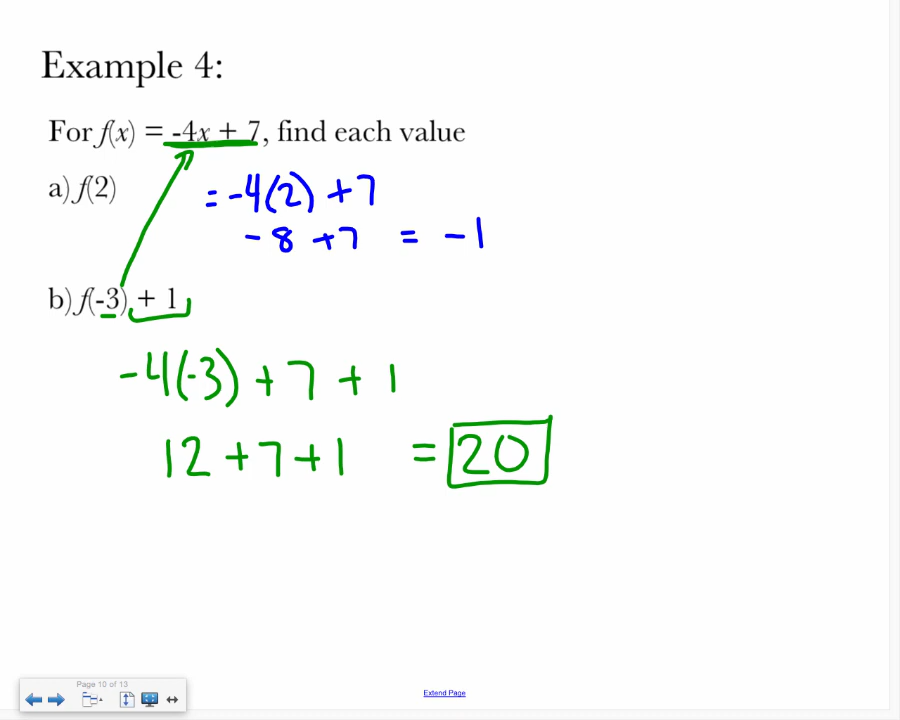 Example 4:
For f(x) = -4x + 7, find each value
a) f(2)
= -4(2) +7
-8 +7 = -1
b) f(-3) + 1
-4(-3) + 7 + 1
12 + 7 + 1 = 20
Page 10 of 13
Extend Page